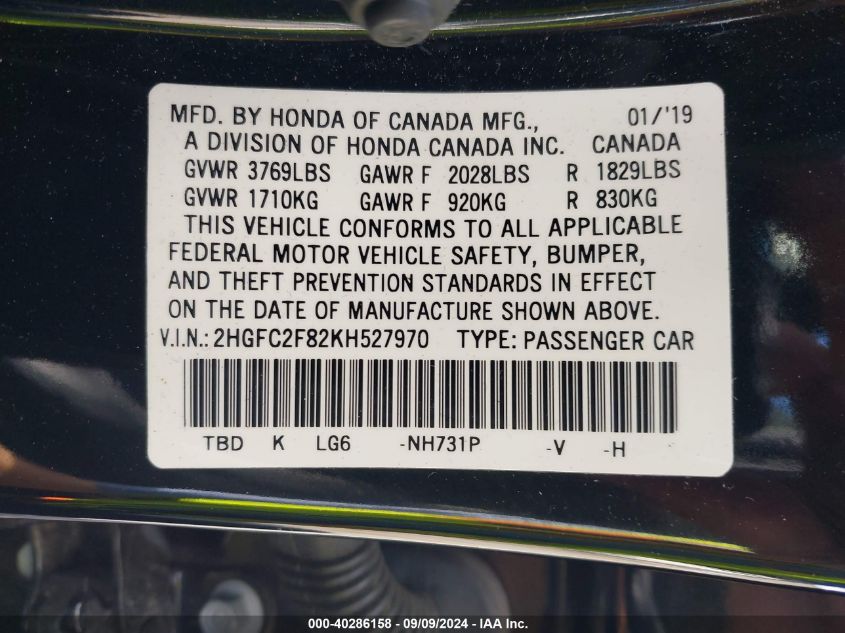 MFD. BY HONDA OF CANADA MFG., 01/'19
A DIVISION OF HONDA CANADA INC. CANADA
GVWR 3769LBS GAWR F 2028LBS R 1829LBS
GVWR 1710KG GAWR F 920KG R 830KG
THIS VEHICLE CONFORMS TO ALL APPLICABLE
FEDERAL MOTOR VEHICLE SAFETY, BUMPER,
AND THEFT PREVENTION STANDARDS IN EFFECT
ON THE DATE OF MANUFACTURE SHOWN ABOVE.
V.I.N.: 2HGFC2F82KH527970 TYPE: PASSENGER CAR
TBD K LG6 -NH731P -V -H
000-40286158 - 09/09/2024 - IAA Inc.